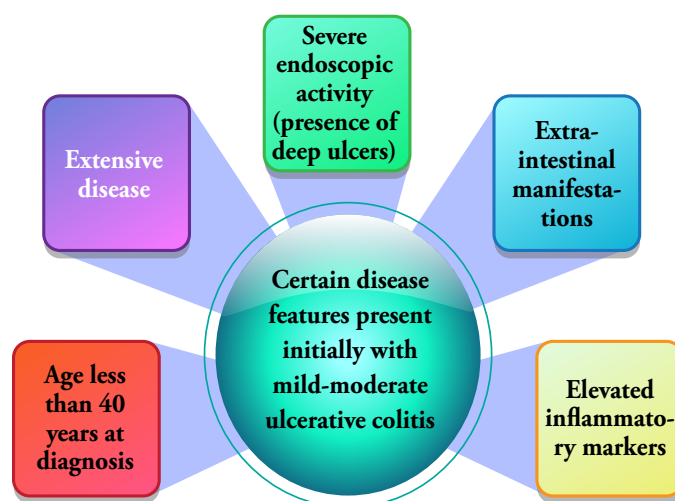 Severe
endoscopic
activity
(presence of
deep ulcers)
Extensive
disease
Extra-
intestinal
manifesta-
tions
Certain disease
features present
initially with
mild-moderate
ulcerative colitis
Age less
than 40
years at
diagnosis
Elevated
inflammato-
ry markers